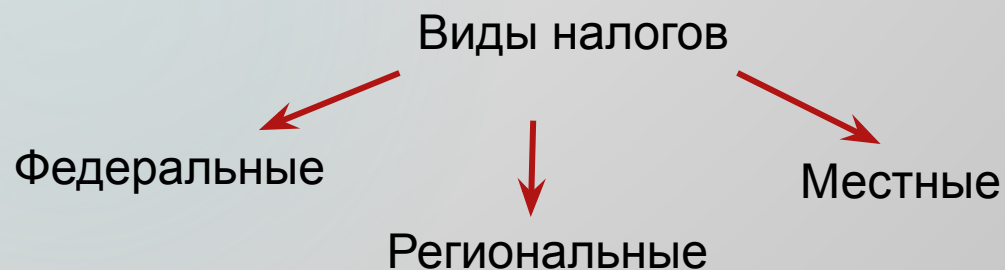 Виды налогов
Федеральные
Местные
Региональные